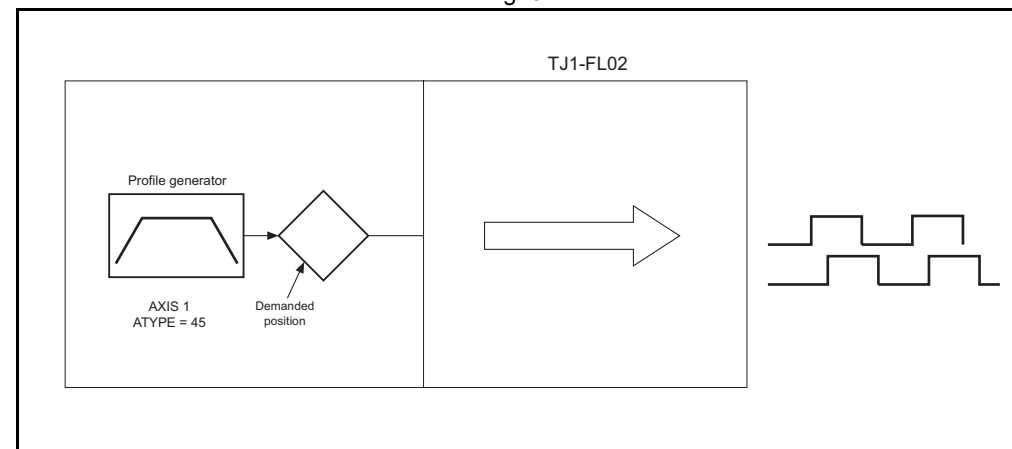 TJ1-FL02
Profile generator
AXIS 1
ATYPE = 45
Demanded
position